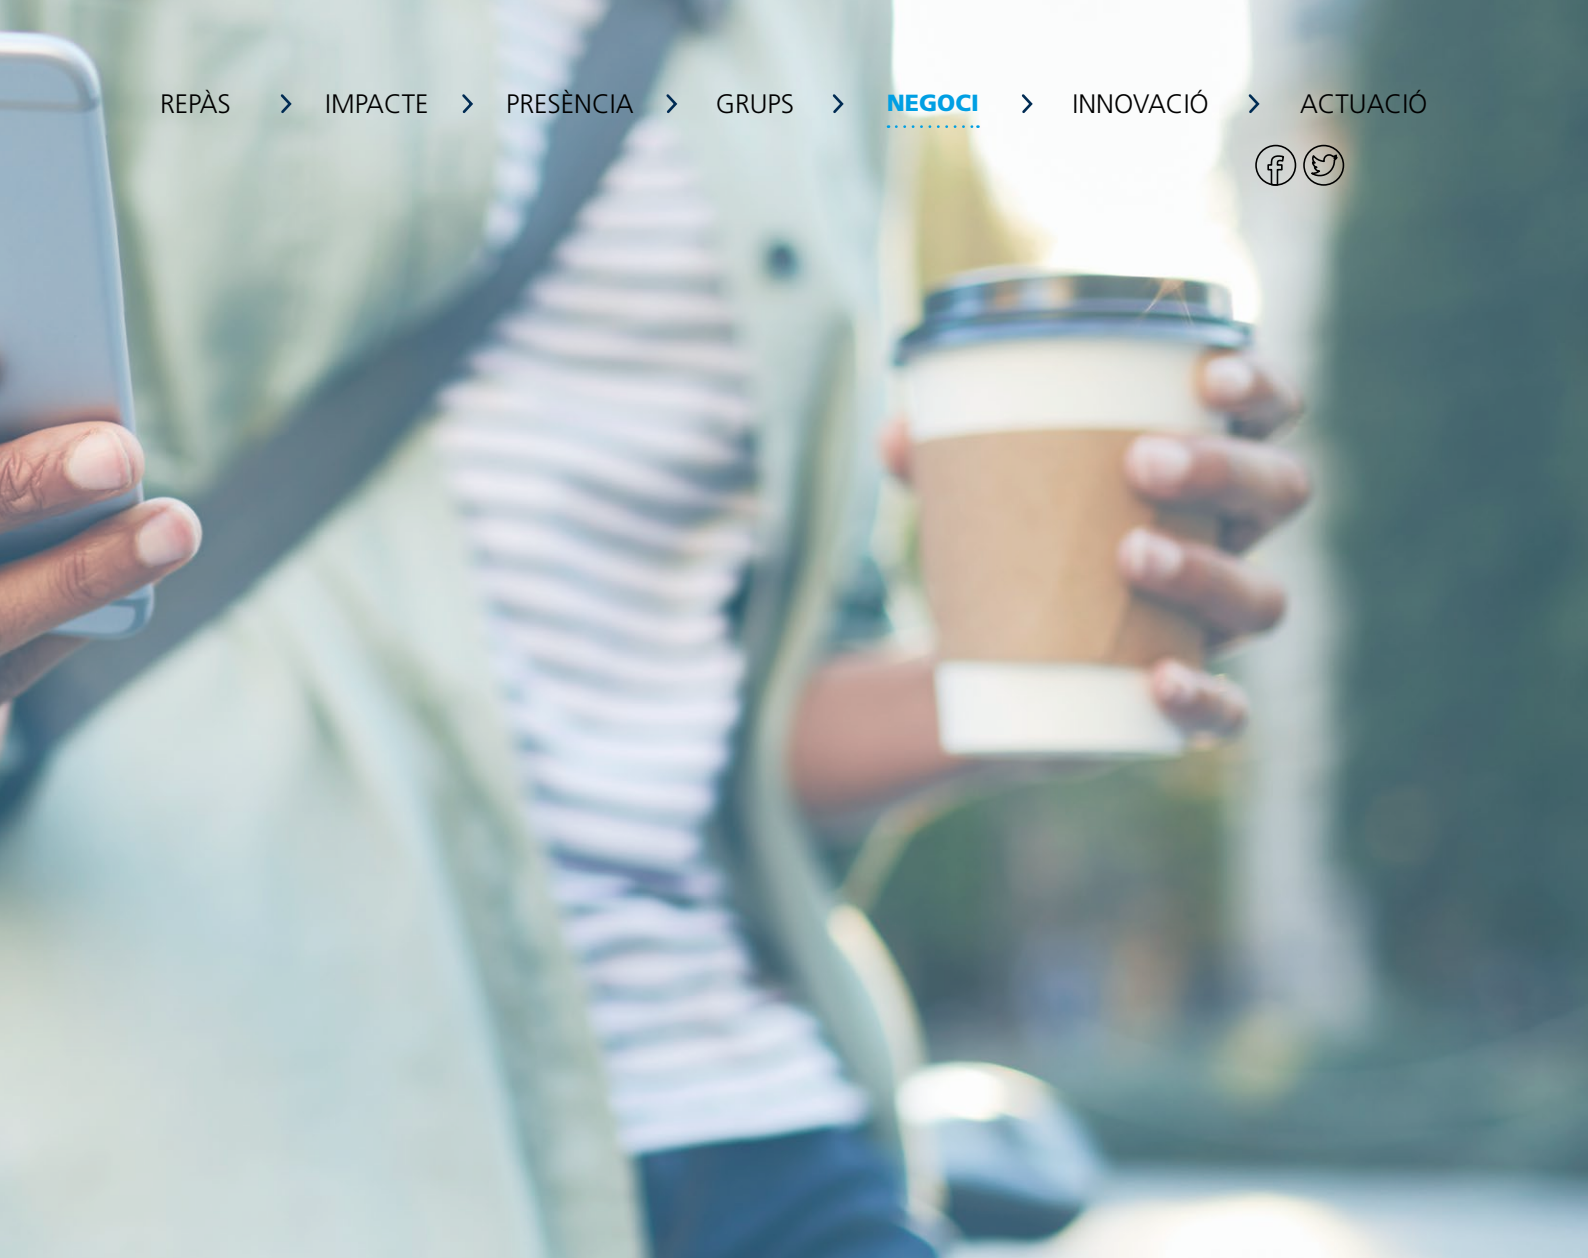 REPÀS > IMPACTE > PRESÈNCIA > GRUPS > NEGOCI > INNOVACIÓ > ACTUACIÓ